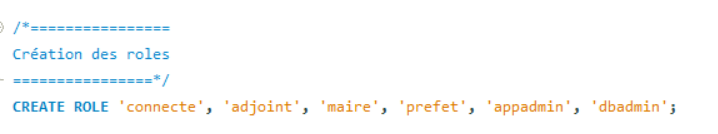 /*================
Création des roles
================*/
CREATE ROLE 'connecte', 'adjoint', 'maire', 'prefet', 'appadmin', 'dbadmin';